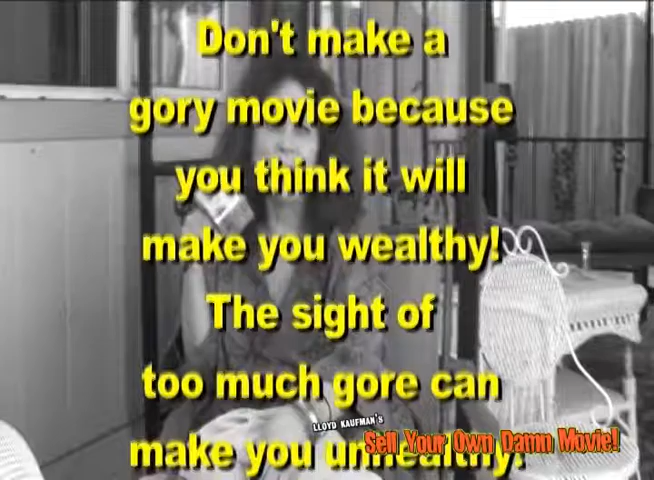 Don't make a
gory movie because
you think it will
make you wealthy!
The sight of
too much gore can
make you unhealthy!
LLOYD KAUFMAN'S
Sell Your Own Damn Movie!